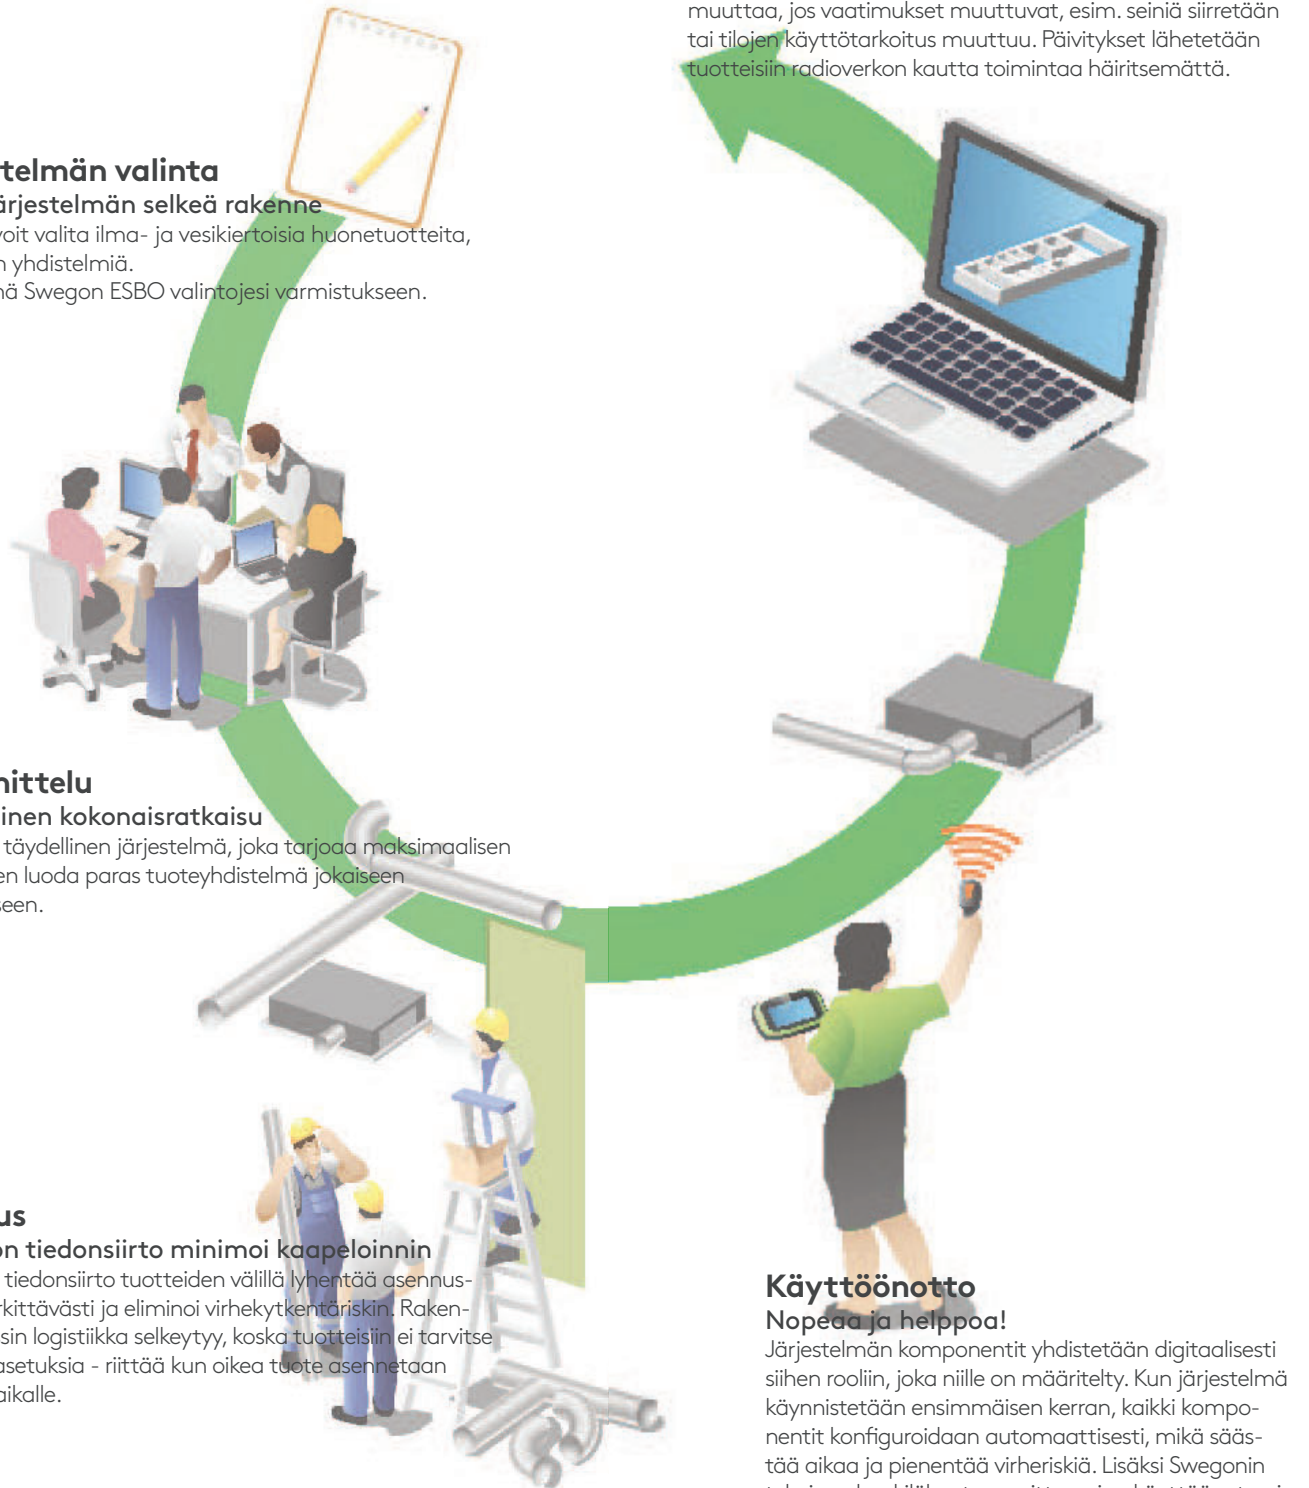 muuttaa, jos vaatimukset muuttuvat, esim. seiniä siirretään
tai tilojen käyttötarkoitus muuttuu. Päivitykset lähetetään
tuotteisiin radioverkon kautta toimintaa häiritsemättä.
telmän valinta
ärjestelmän selkeä rakenne
voit valita ilma- ja vesikiertoisia huonetuotteita,
n yhdistelmiä.
nä Swegon ESBO valintojesi varmistukseen.
nittelu
inen kokonaisratkaisu
täydellinen järjestelmä, joka tarjoaa maksimaalisen
en luoda paras tuoteyhdistelmä jokaiseen
seen.
us
on tiedonsiirto minimoi kaapeloinnin
tiedonsiirto tuotteiden välillä lyhentää asennus-
rkittävästi ja eliminoi virhekytkentäriskin. Raken-
sin logistiikka selkeytyy, koska tuotteisiin ei tarvitse
asetuksia - riittää kun oikea tuote asennetaan
aikalle.
Käyttöönotto
Nopeaa ja helppoa!
Järjestelmän komponentit yhdistetään digitaalisesti
siihen rooliin, joka niille on määritelty. Kun järjestelmä
käynnistetään ensimmäisen kerran, kaikki kompo-
nentit konfiguroidaan automaattisesti, mikä sääs-
tää aikaa ja pienentää virheriskiä. Lisäksi Swegonin